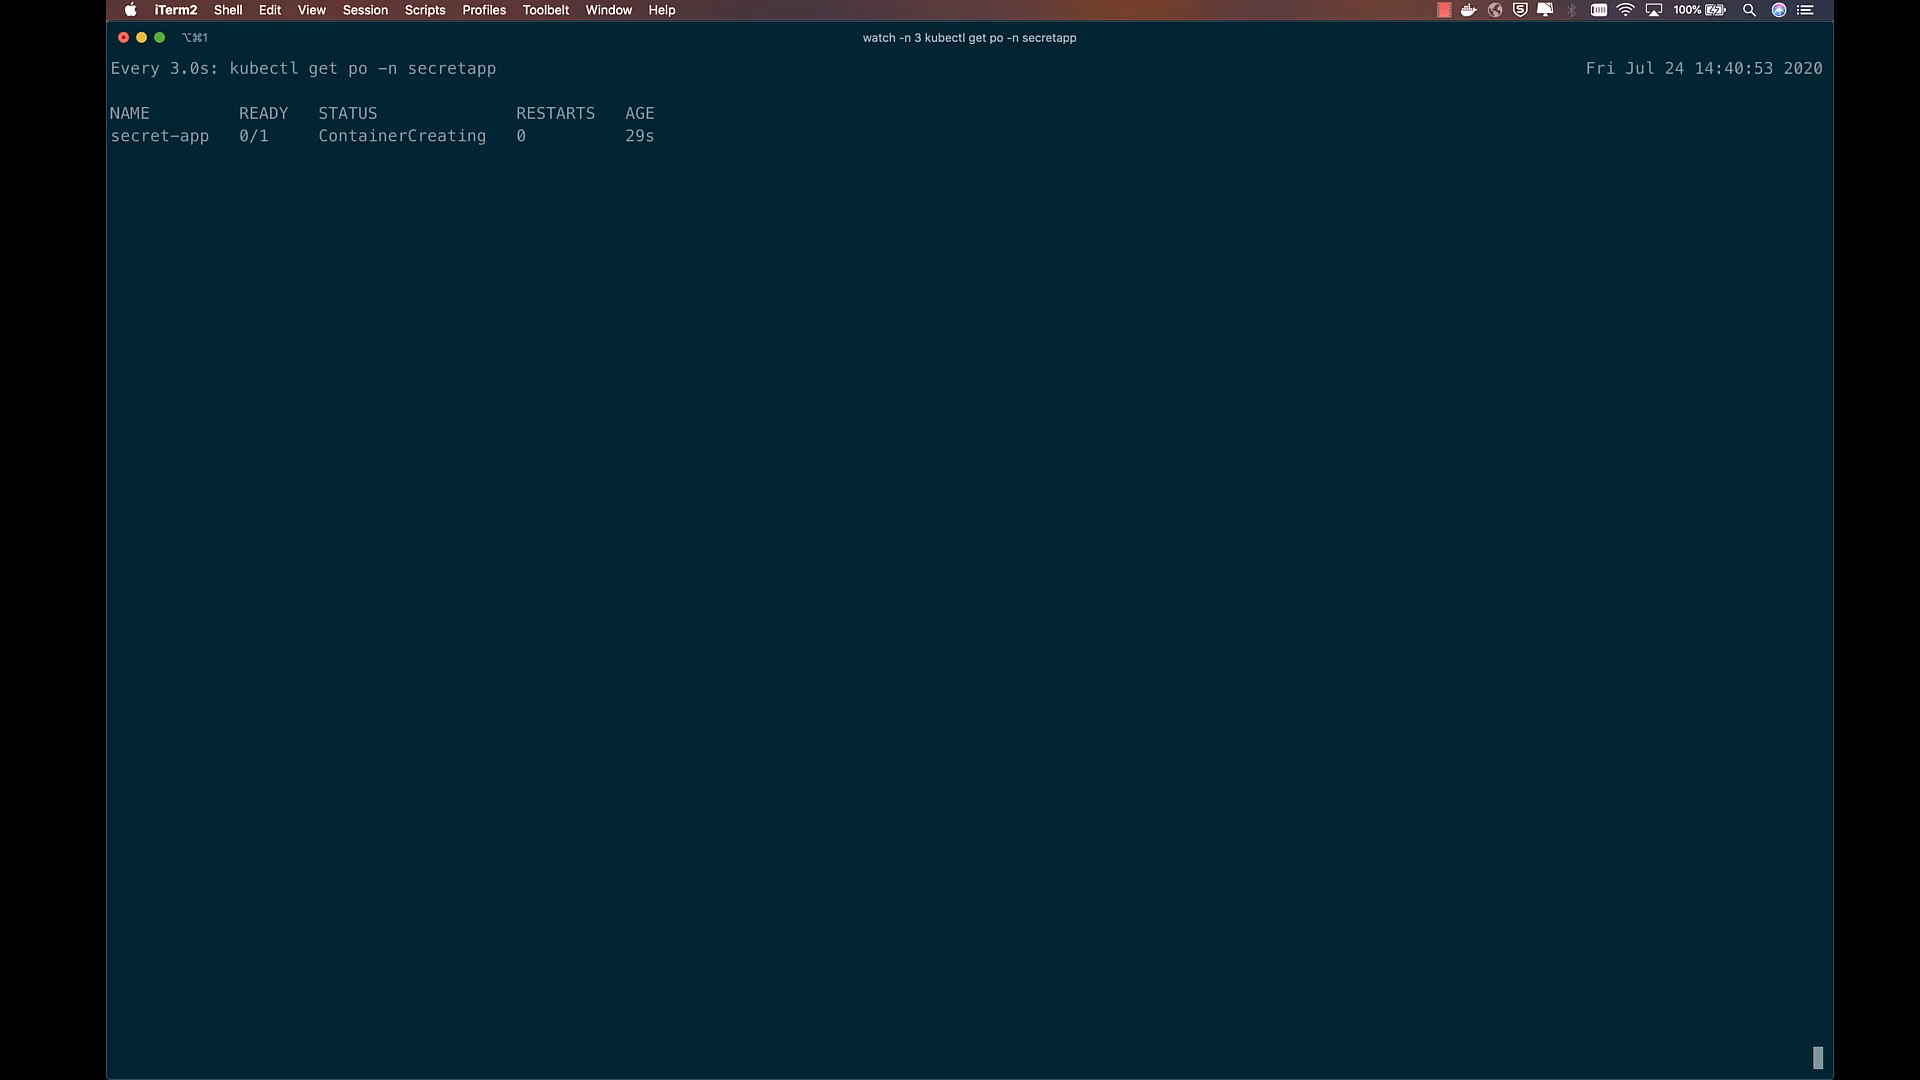 iTerm2 Shell Edit View Session Scripts Profiles Toolbelt Window Help 100%
⌥⌘1 watch -n 3 kubectl get po -n secretapp
Every 3.0s: kubectl get po -n secretapp Fri Jul 24 14:40:53 2020
NAME READY STATUS RESTARTS AGE
secret-app 0/1 ContainerCreating 0 29s